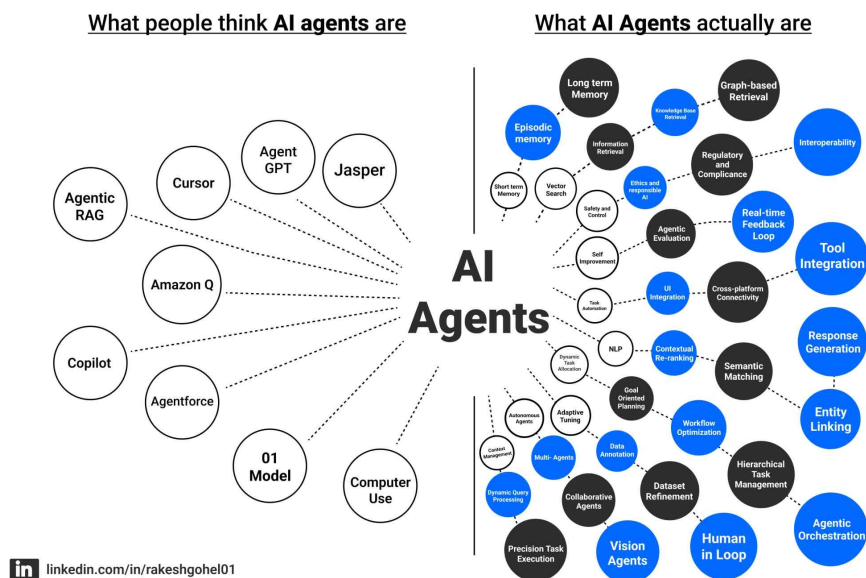 What people think AI agents are
What AI Agents actually are
Agentic
RAG
Cursor
Agent
GPT
Jasper
Amazon Q
Copilot
Agentforce
01
Model
Computer
Use
AI
Agents
Short term
Memory
Episodic
memory
Long term
Memory
Vector
Search
Information
Retrieval
Knowledge Base
Retrieval
Graph-based
Retrieval
Safety and
Control
Ethics and
responsible
AI
Regulatory
and
Complicance
Interoperability
Self
Improvement
Agentic
Evaluation
Real-time
Feedback
Loop
Task
Automation
UI
Integration
Cross-platform
Connectivity
Tool
Integration
NLP
Contextual
Re-ranking
Semantic
Matching
Entity
Linking
Response
Generation
Dynamic
Task
Allocation
Goal
Oriented
Planning
Workflow
Optimization
Hierarchical
Task
Management
Agentic
Orchestration
Adaptive
Tuning
Data
Annotation
Dataset
Refinement
Human
in Loop
Autonomous
Agents
Multi- Agents
Collaborative
Agents
Vision
Agents
Context
Management
Dynamic Query
Processing
Precision Task
Execution
in linkedin.com/in/rakeshgohel01